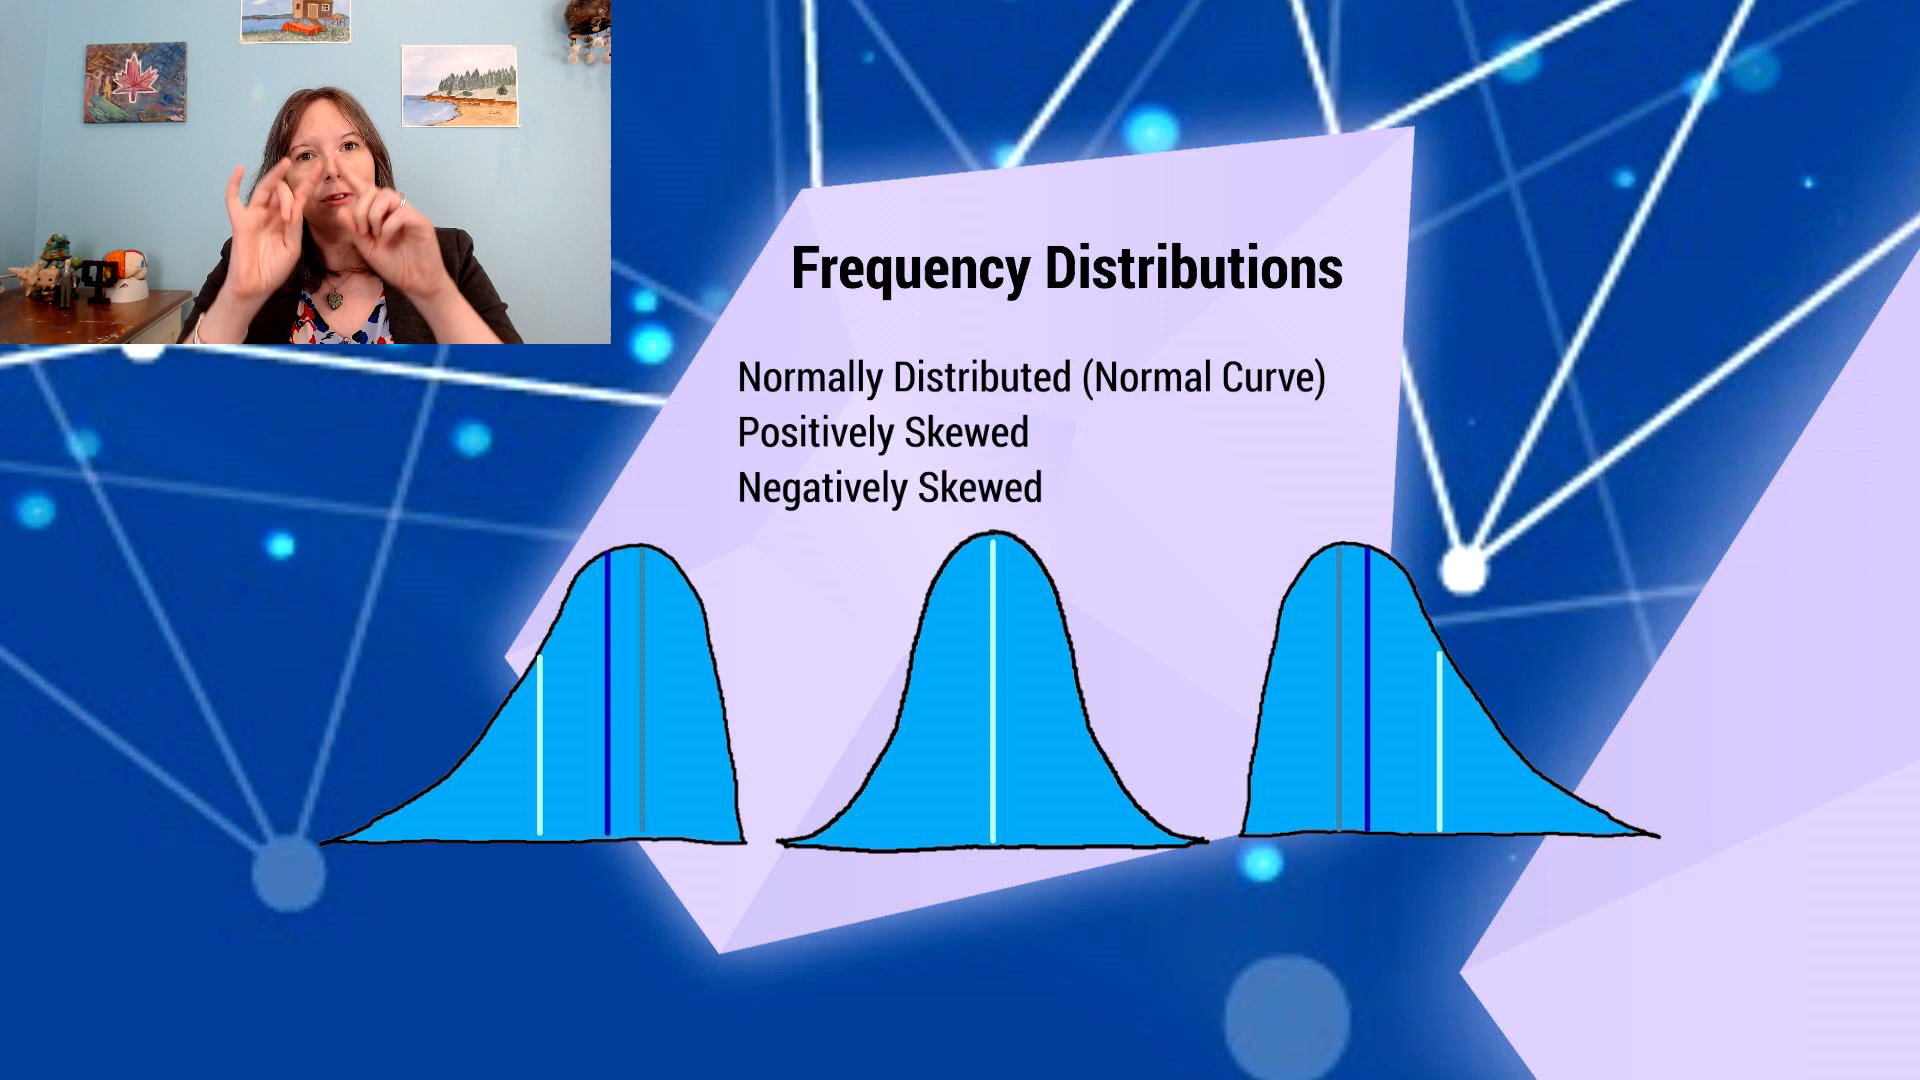 Frequency Distributions
Normally Distributed (Normal Curve)
Positively Skewed
Negatively Skewed